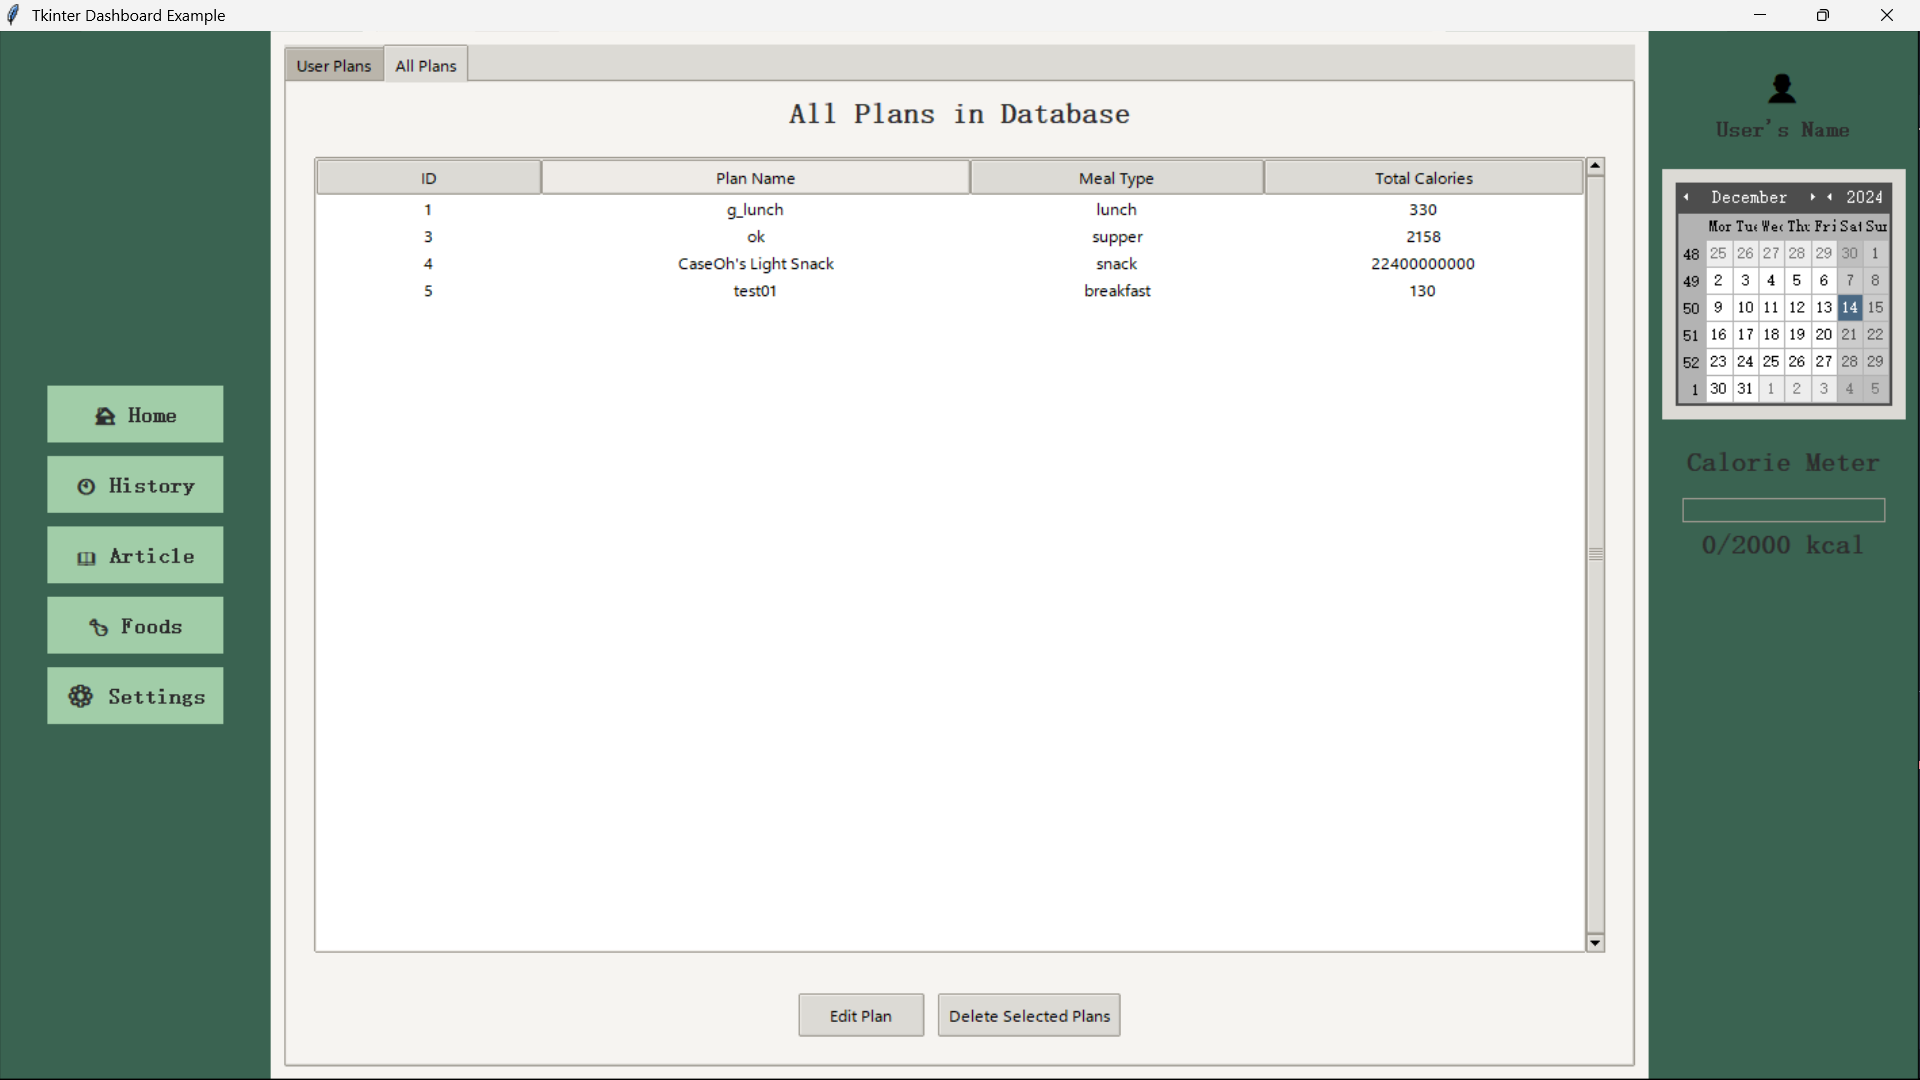 Tkinter Dashboard Example
User Plans All Plans
All Plans in Database
ID Plan Name Meal Type Total Calories
1 g_lunch lunch 330
3 ok supper 2158
4 CaseOh's Light Snack snack 22400000000
5 test01 breakfast 130
Edit Plan Delete Selected Plans
Home
History
Article
Foods
Settings
User's Name
December 2024
Mon Tue Wed Thu Fri Sat Sun
48 25 26 27 28 29 30 1
49 2 3 4 5 6 7 8
50 9 10 11 12 13 14 15
51 16 17 18 19 20 21 22
52 23 24 25 26 27 28 29
1 30 31 1 2 3 4 5
Calorie Meter
0/2000 kcal